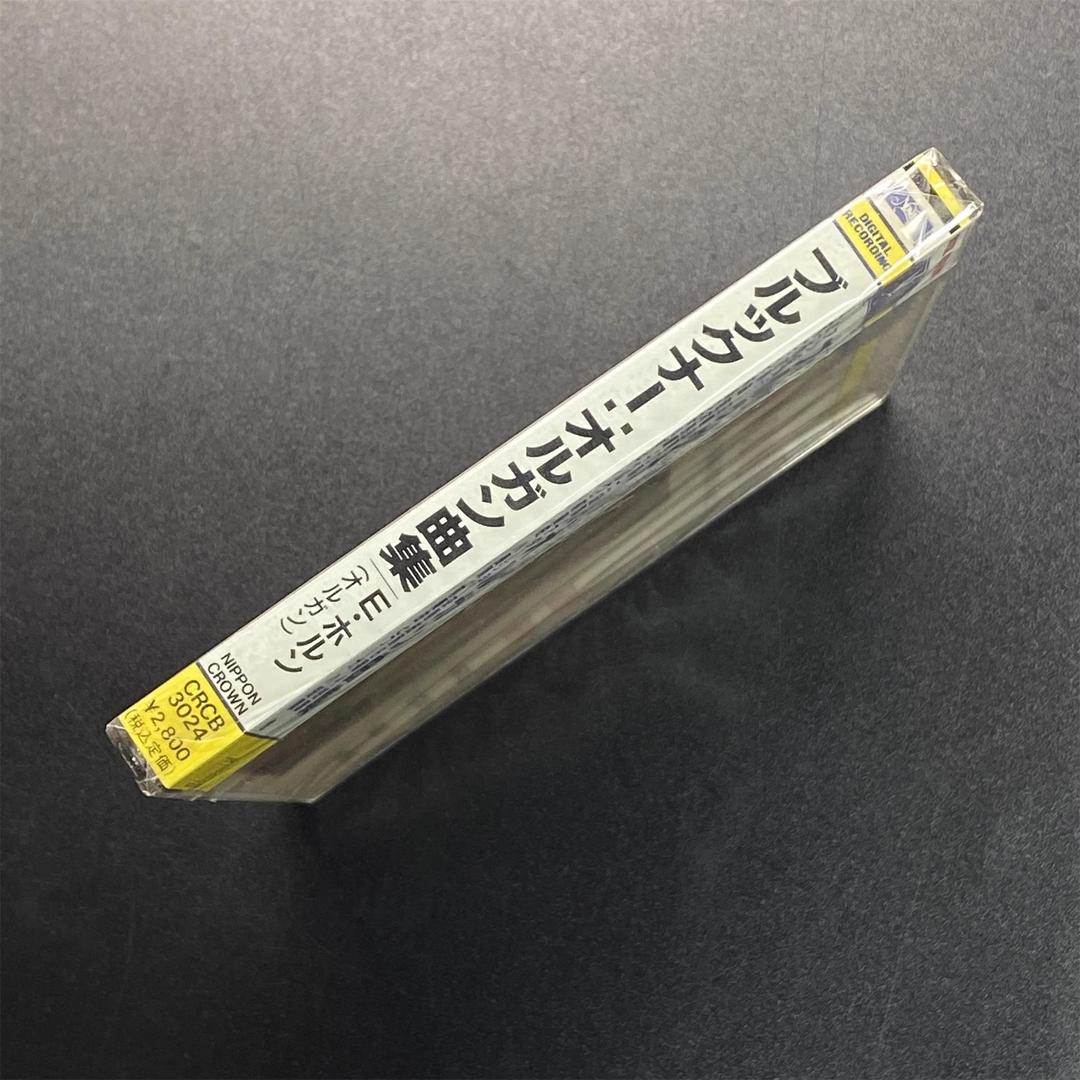 DIGITAL
RECORDING
ブルックナー：オルガン曲集
E・ホルン
（オルガン）
NIPPON
CROWN
CRCB
3024
¥2,800
（税込定価）